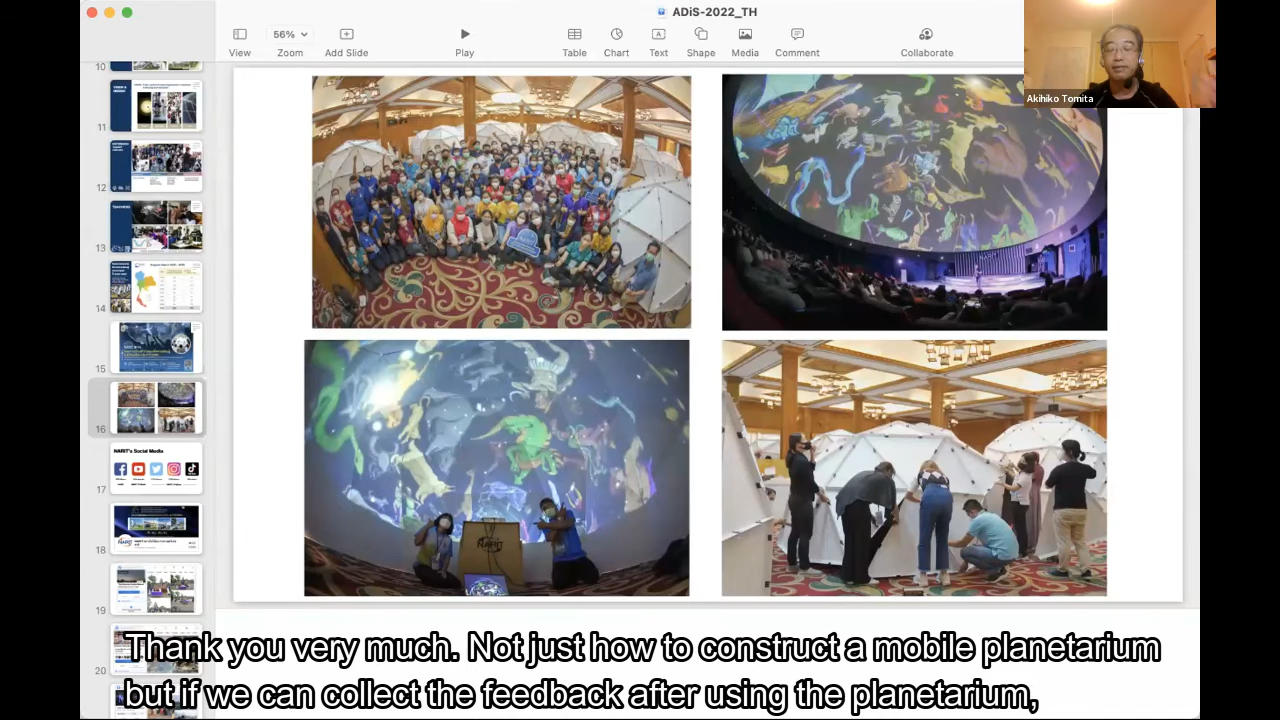 ADiS-2022_TH
56%
View
Zoom
Add Slide
Play
Table
Chart
Text
Shape
Media
Comment
Collaborate
Akihiko Tomita
10
11
12
13
14
15
16
NARIT's Social Media
17
18
19
20
NARIT
Thank you very much. Not just how to construct a mobile planetarium
but if we can collect the feedback after using the planetarium,